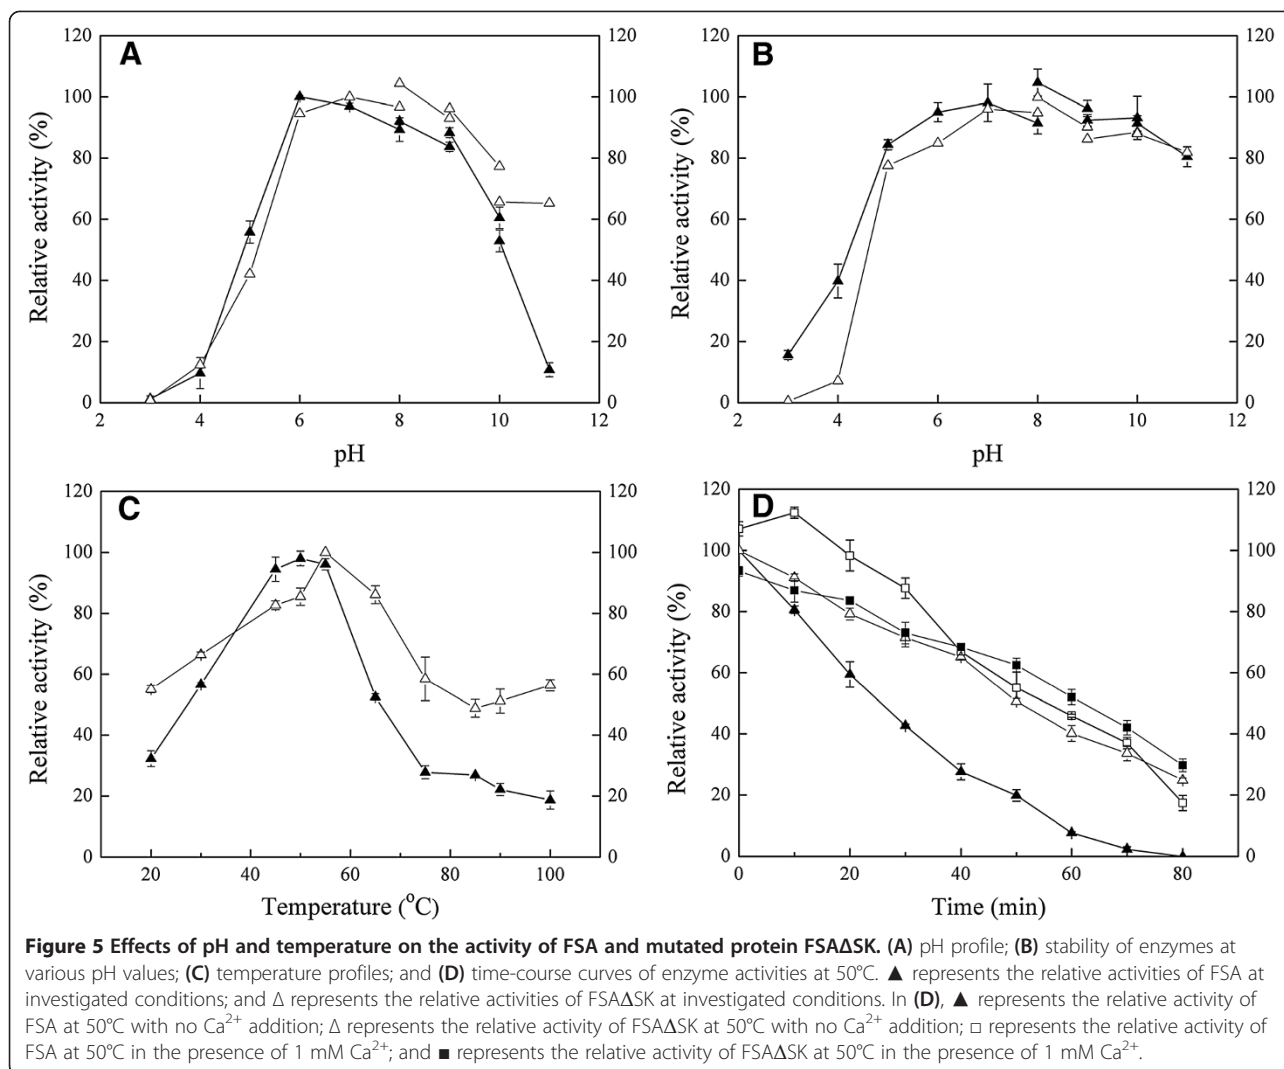 120 120
A
100 100
80 80
60 60
40 40
20 20
0 0
2 4 6 8 10 12
pH
Relative activity (%)
120 120
B
100 100
80 80
60 60
40 40
20 20
0 0
2 4 6 8 10 12
pH
Relative activity (%)
120 120
C
100 100
80 80
60 60
40 40
20 20
0 0
20 40 60 80 100
Temperature (°C)
Relative activity (%)
120 120
D
100 100
80 80
60 60
40 40
20 20
0 0
0 20 40 60 80
Time (min)
Relative activity (%)
Figure 5 Effects of pH and temperature on the activity of FSA and mutated protein FSAΔSK. (A) pH profile; (B) stability of enzymes at
various pH values; (C) temperature profiles; and (D) time-course curves of enzyme activities at 50°C. ▲ represents the relative activities of FSA at
investigated conditions; and Δ represents the relative activities of FSAΔSK at investigated conditions. In (D), ▲ represents the relative activity of
FSA at 50°C with no Ca²⁺ addition; Δ represents the relative activity of FSAΔSK at 50°C with no Ca²⁺ addition; □ represents the relative activity of
FSA at 50°C in the presence of 1 mM Ca²⁺; and ■ represents the relative activity of FSAΔSK at 50°C in the presence of 1 mM Ca²⁺.